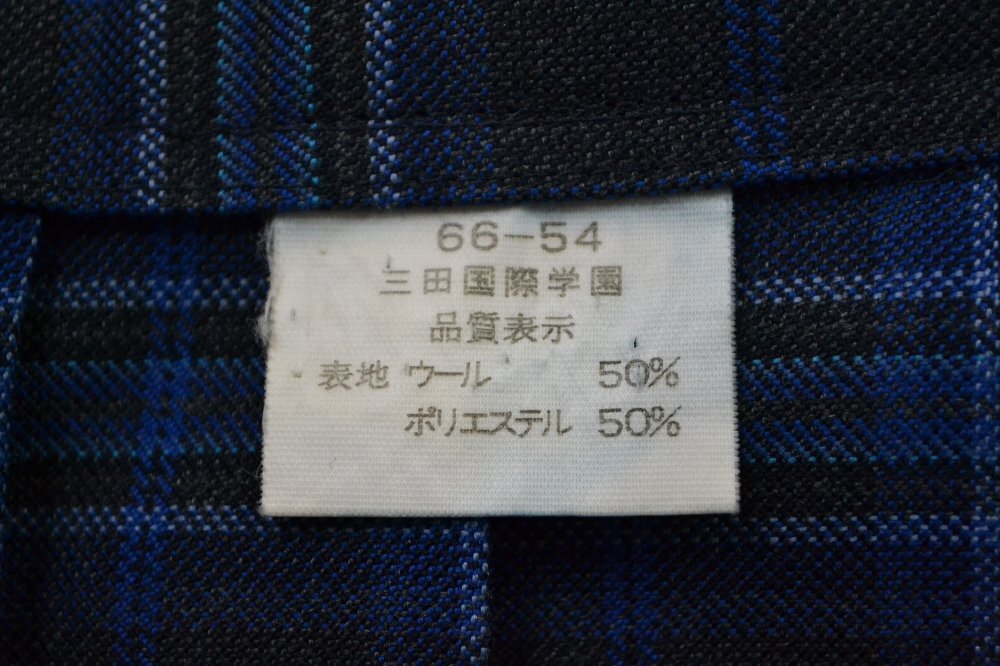 66-54
三田国際学園
品質表示
表地 ウール 50%
ポリエステル 50%